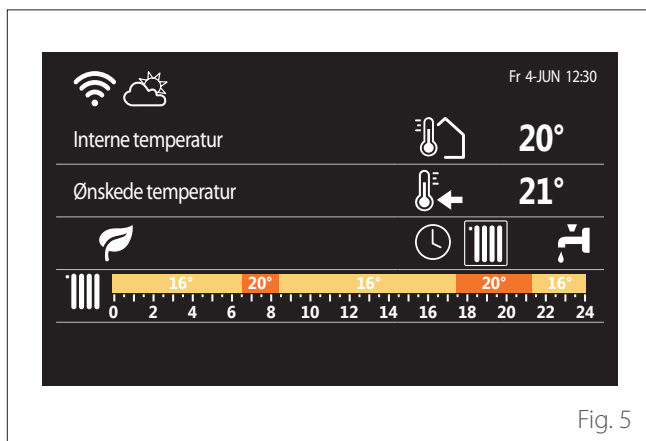 Fr 4-JUN 12:30
Interne temperatur 20°
Ønskede temperatur 21°
16° 20° 16° 20° 16°
0 2 4 6 8 10 12 14 16 18 20 22 24
Fig. 5